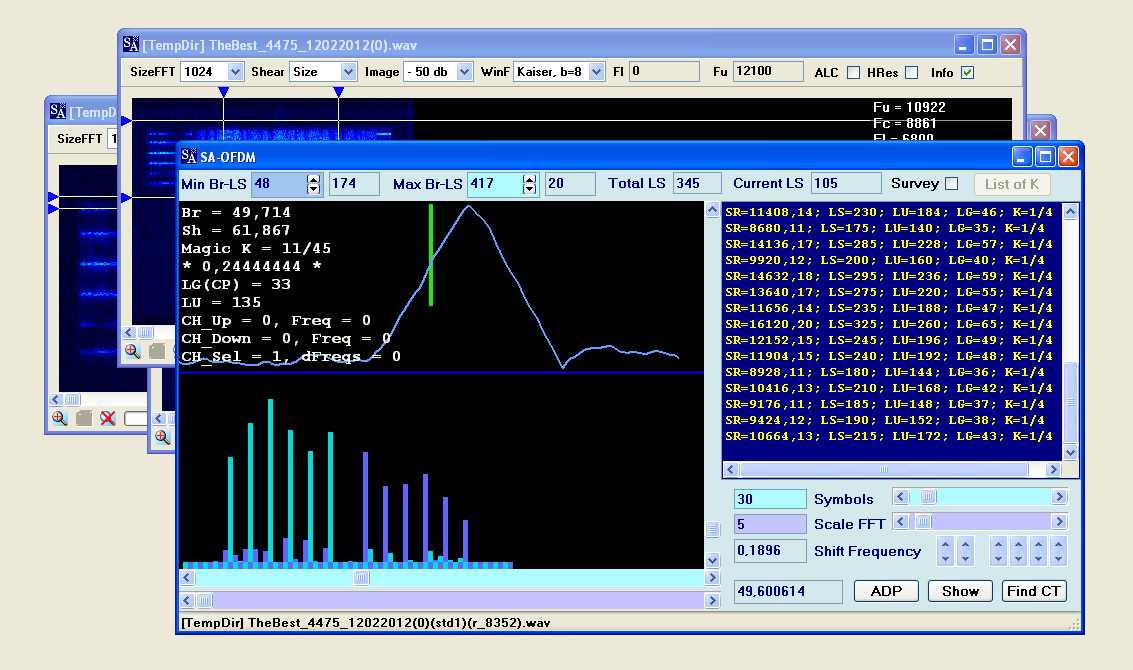 [TempDir] TheBest_4475_12022012(0).wav
SizeFFT 1024 Shear Size Image - 50 db WinF Kaiser, b=8 Fl 0 Fu 12100 ALC HRes Info
[TempD
SizeFFT 1
Fu = 10922
Fc = 8861
Fl = 6800
SA-OFDM
Min Br-LS 48 174 Max Br-LS 417 20 Total LS 345 Current LS 105 Survey List of K
Br = 49,714
Sh = 61,867
Magic K = 11/45
* 0,24444444 *
LG(CP) = 33
LU = 135
CH_Up = 0, Freq = 0
CH_Down = 0, Freq = 0
CH_Sel = 1, dFreqs = 0
SR=11408,14; LS=230; LU=184; LG=46; K=1/4
SR=8680,11; LS=175; LU=140; LG=35; K=1/4
SR=14136,17; LS=285; LU=228; LG=57; K=1/4
SR=9920,12; LS=200; LU=160; LG=40; K=1/4
SR=14632,18; LS=295; LU=236; LG=59; K=1/4
SR=13640,17; LS=275; LU=220; LG=55; K=1/4
SR=11656,14; LS=235; LU=188; LG=47; K=1/4
SR=16120,20; LS=325; LU=260; LG=65; K=1/4
SR=12152,15; LS=245; LU=196; LG=49; K=1/4
SR=11904,15; LS=240; LU=192; LG=48; K=1/4
SR=8928,11; LS=180; LU=144; LG=36; K=1/4
SR=10416,13; LS=210; LU=168; LG=42; K=1/4
SR=9176,11; LS=185; LU=148; LG=37; K=1/4
SR=9424,12; LS=190; LU=152; LG=38; K=1/4
SR=10664,13; LS=215; LU=172; LG=43; K=1/4
30 Symbols
5 Scale FFT
0,1896 Shift Frequency
49,600614 ADP Show Find CT
[TempDir] TheBest_4475_12022012(0)(std1)(r_8352).wav